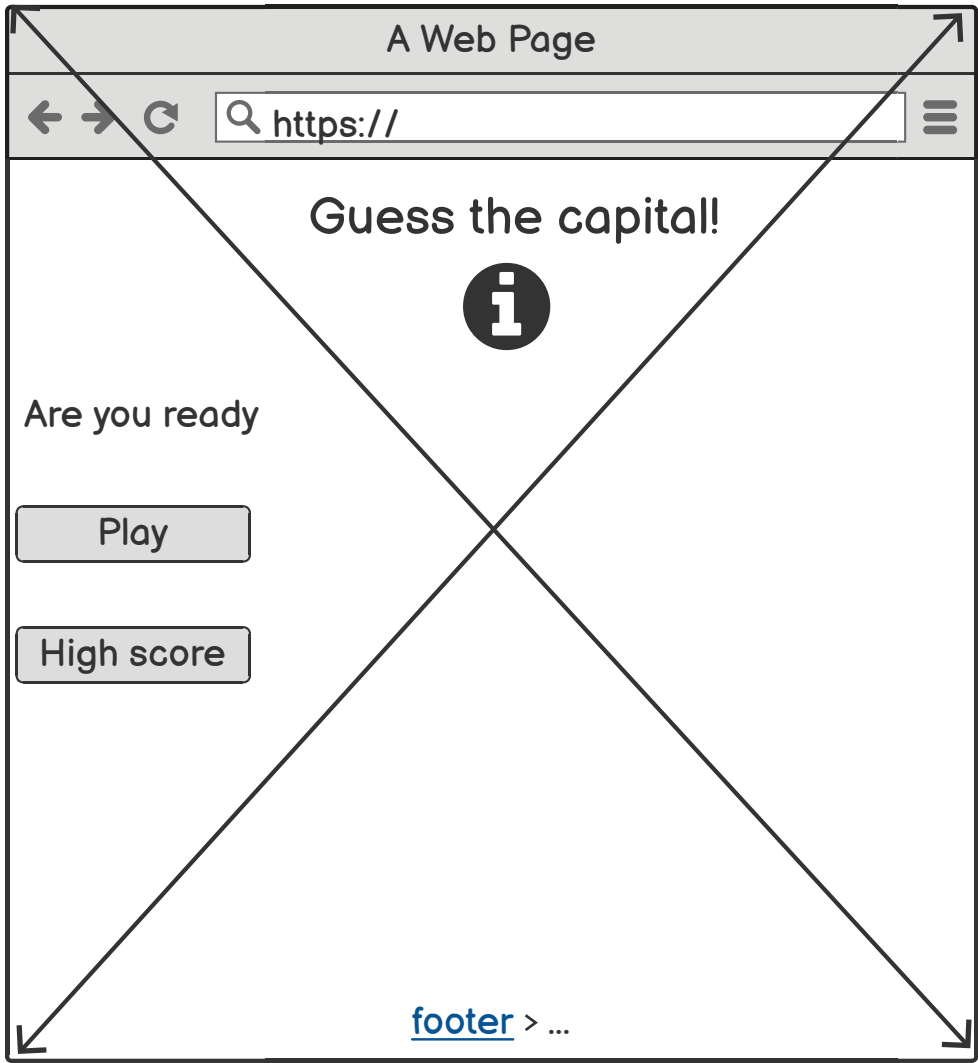 A Web Page
https://
Guess the capital!
i
Are you ready
Play
High score
footer > ...